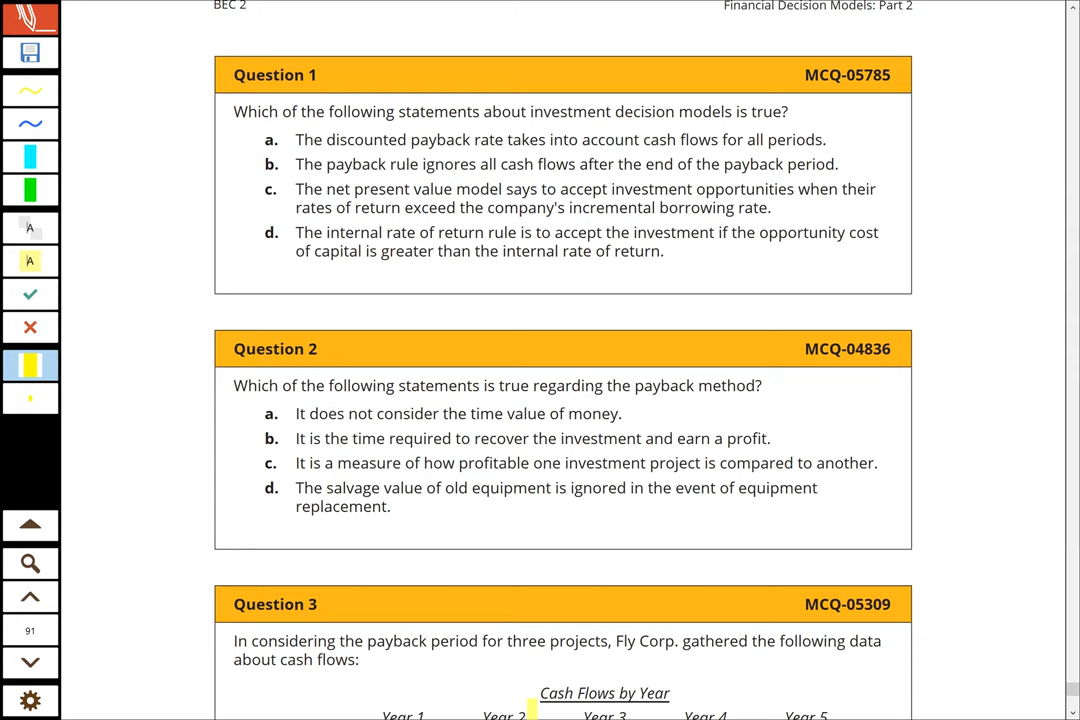 BEC 2 Financial Decision Models: Part 2
Question 1 MCQ-05785
Which of the following statements about investment decision models is true?
a. The discounted payback rate takes into account cash flows for all periods.
b. The payback rule ignores all cash flows after the end of the payback period.
c. The net present value model says to accept investment opportunities when their
rates of return exceed the company's incremental borrowing rate.
d. The internal rate of return rule is to accept the investment if the opportunity cost
of capital is greater than the internal rate of return.
Question 2 MCQ-04836
Which of the following statements is true regarding the payback method?
a. It does not consider the time value of money.
b. It is the time required to recover the investment and earn a profit.
c. It is a measure of how profitable one investment project is compared to another.
d. The salvage value of old equipment is ignored in the event of equipment
replacement.
Question 3 MCQ-05309
In considering the payback period for three projects, Fly Corp. gathered the following data
about cash flows:
Cash Flows by Year
Year 1 Year 2 Year 3 Year 4 Year 5
A
A
91